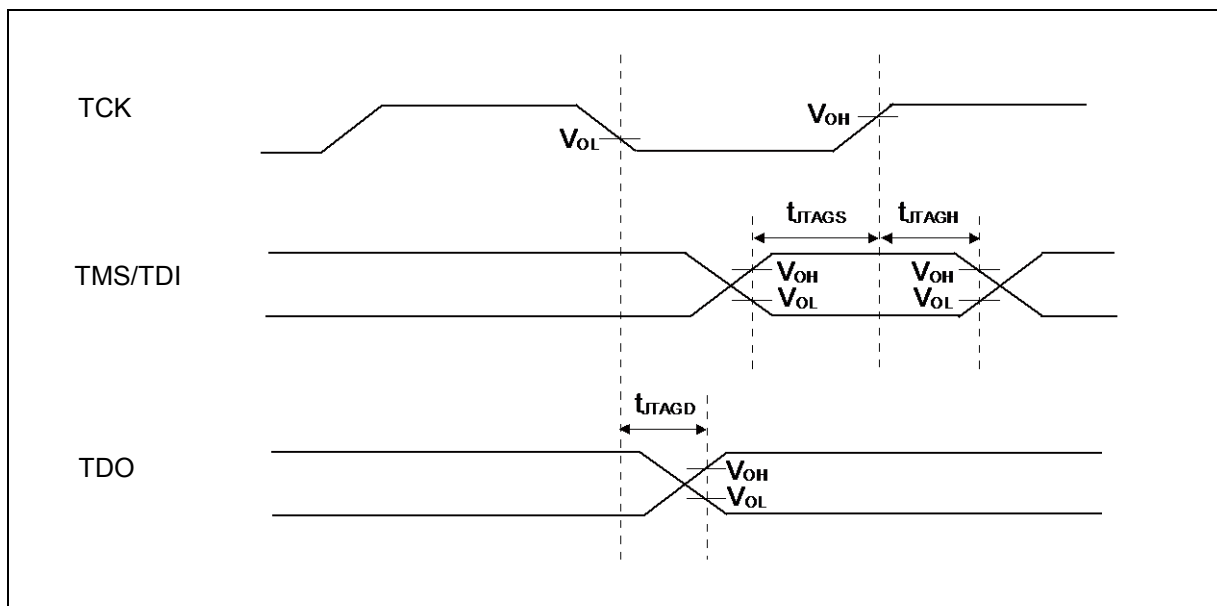 TCK
VOL
VOH
tJTAGS
tJTAGH
TMS/TDI
VOH
VOL
VOH
VOL
tJTAGD
TDO
VOH
VOL